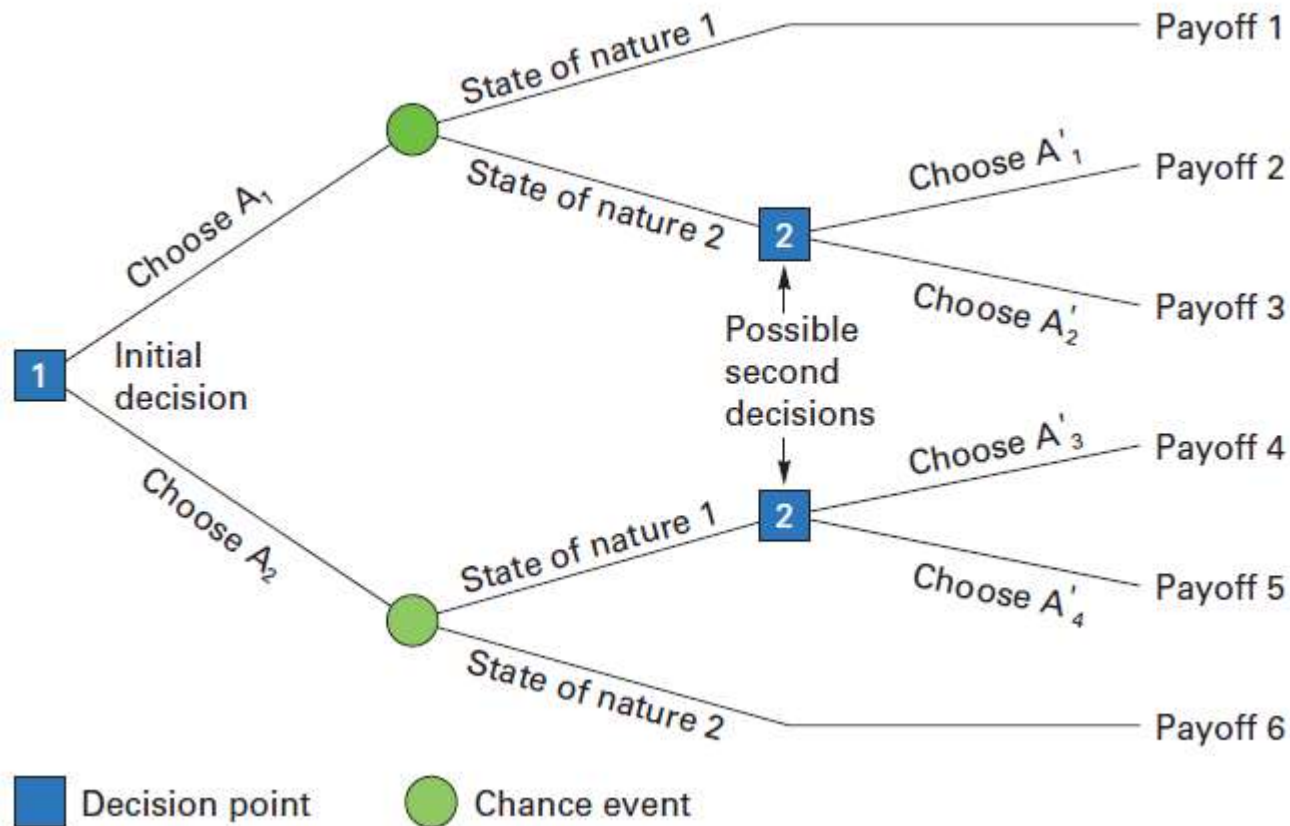 State of nature 1
Payoff 1
Choose A'₁
Payoff 2
State of nature 2
2
Choose A₁
Choose A'₂
Payoff 3
Possible
second
decisions
1
Initial
decision
Choose A'₃
Payoff 4
Choose A₂
State of nature 1
2
Choose A'₄
Payoff 5
State of nature 2
Payoff 6
Decision point
Chance event